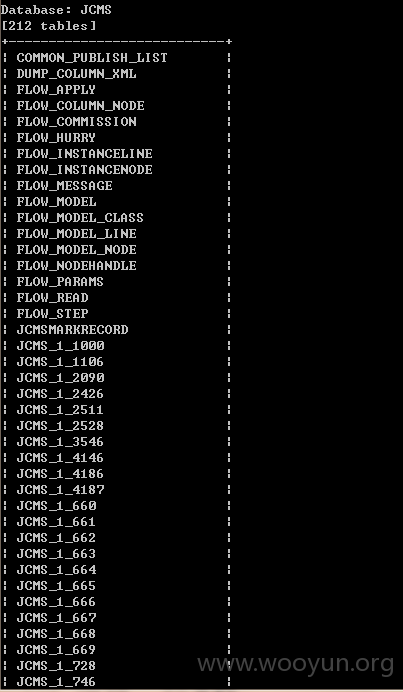 Database: JCMS
[212 tables]
+---------------------------+
| COMMON_PUBLISH_LIST |
| DUMP_COLUMN_XML |
| FLOW_APPLY |
| FLOW_COLUMN_NODE |
| FLOW_COMMISSION |
| FLOW_HURRY |
| FLOW_INSTANCELINE |
| FLOW_INSTANCENODE |
| FLOW_MESSAGE |
| FLOW_MODEL |
| FLOW_MODEL_CLASS |
| FLOW_MODEL_LINE |
| FLOW_MODEL_NODE |
| FLOW_NODEHANDLE |
| FLOW_PARAMS |
| FLOW_READ |
| FLOW_STEP |
| JCMSMARKRECORD |
| JCMS_1_1000 |
| JCMS_1_1106 |
| JCMS_1_2090 |
| JCMS_1_2426 |
| JCMS_1_2511 |
| JCMS_1_2528 |
| JCMS_1_3546 |
| JCMS_1_4146 |
| JCMS_1_4186 |
| JCMS_1_4187 |
| JCMS_1_660 |
| JCMS_1_661 |
| JCMS_1_662 |
| JCMS_1_663 |
| JCMS_1_664 |
| JCMS_1_665 |
| JCMS_1_666 |
| JCMS_1_667 |
| JCMS_1_668 |
| JCMS_1_669 |
| JCMS_1_728 |
| JCMS_1_746 |
www.wooyun.org